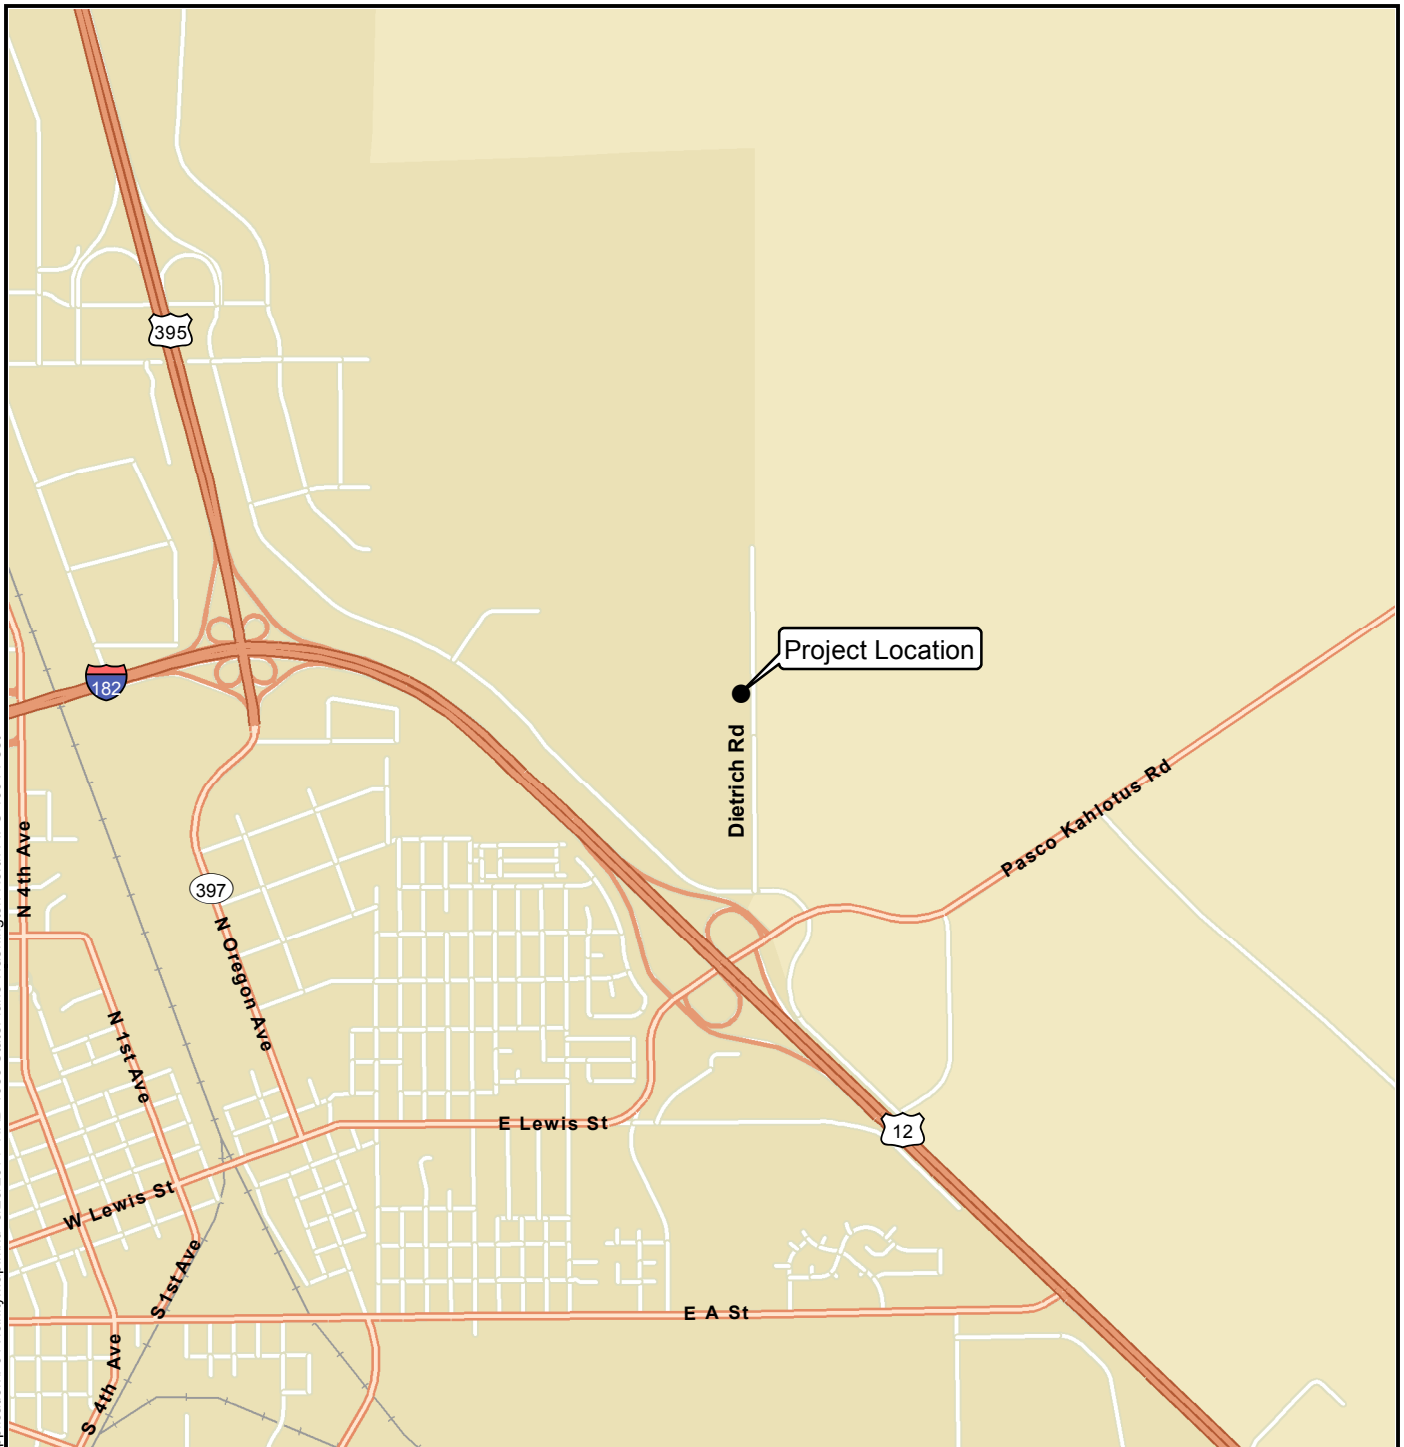 395
Project Location
182
Dietrich Rd
Pasco Kahlotus Rd
N 4th Ave
397
N Oregon Ave
N 1st Ave
E Lewis St
12
W Lewis St
S 1st Ave
E A St
S 4th Ave